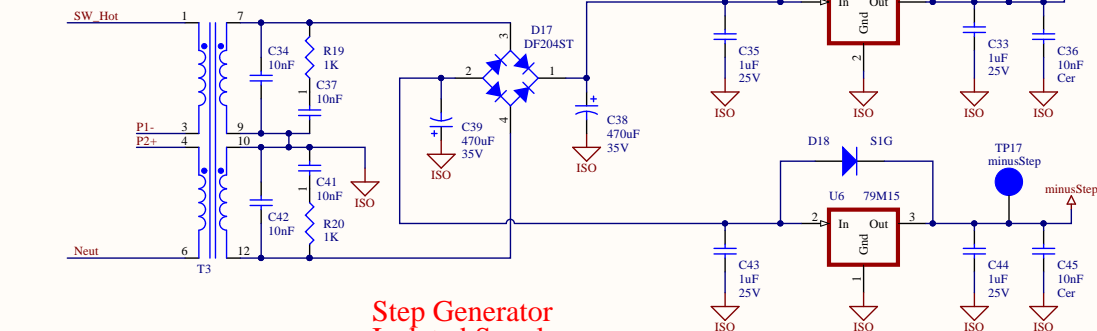 SW_Hot
1
7
C34
10nF
R19
1K
C37
10nF
1
D17
DF204ST
3
2
1
4
C39
470uF
35V
ISO
C38
470uF
35V
ISO
P1-
3
9
P2+
4
10
C41
10nF
1
ISO
C42
10nF
R20
1K
Neut
6
12
T3
C35
1uF
25V
ISO
In
Out
Gnd
2
ISO
C33
1uF
25V
ISO
C36
10nF
Cer
ISO
D18
S1G
TP17
minusStep
U6
79M15
minusStep
2
In
Out
3
Gnd
1
ISO
C43
1uF
25V
ISO
C44
1uF
25V
ISO
C45
10nF
Cer
ISO
Step Generator